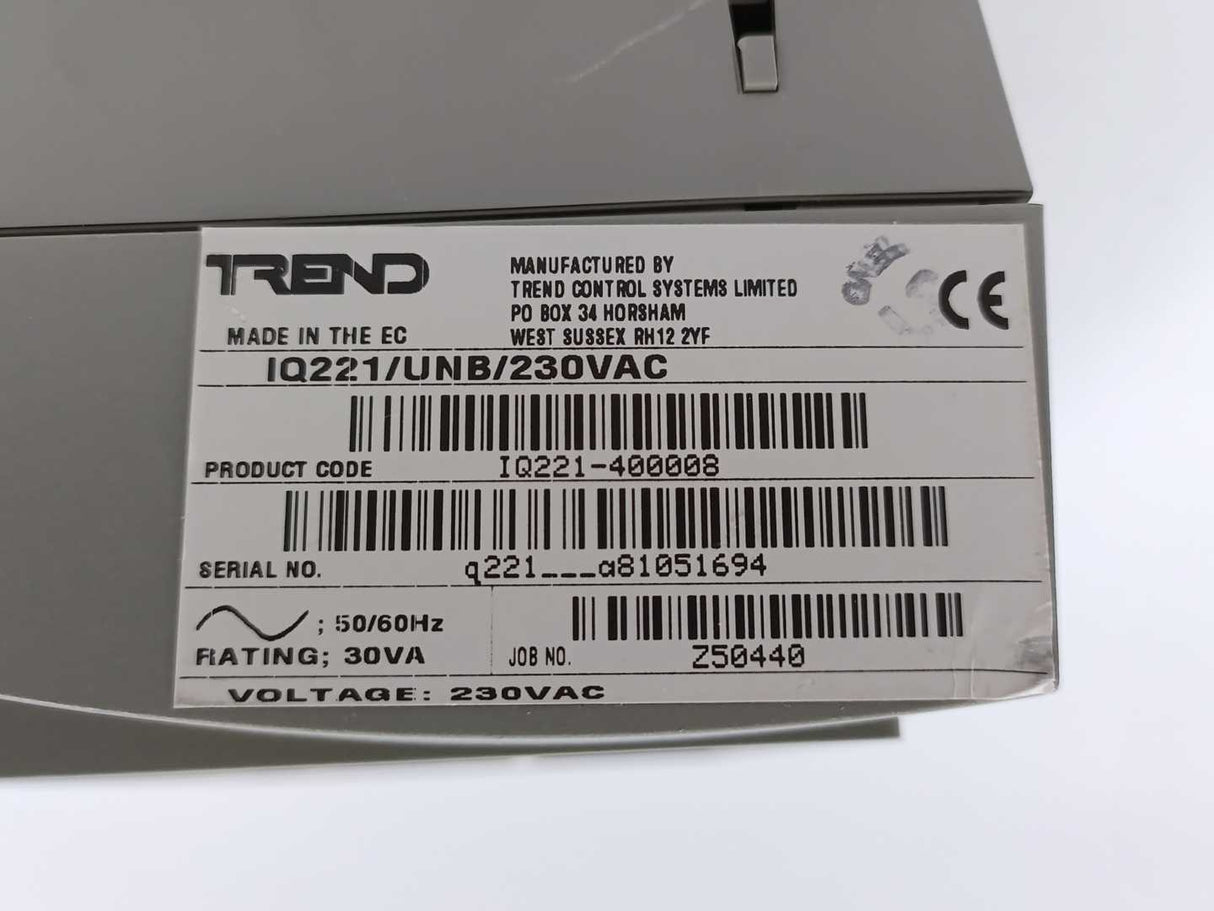 TREND
MADE IN THE EC
MANUFACTURED BY
TREND CONTROL SYSTEMS LIMITED
PO BOX 34 HORSHAM
WEST SUSSEX RH12 2YF
CE
IQ221/UNB/230VAC
PRODUCT CODE IQ221-400008
SERIAL NO. q221___a81051694
; 50/60Hz
RATING; 30VA
JOB NO. Z50440
VOLTAGE: 230VAC